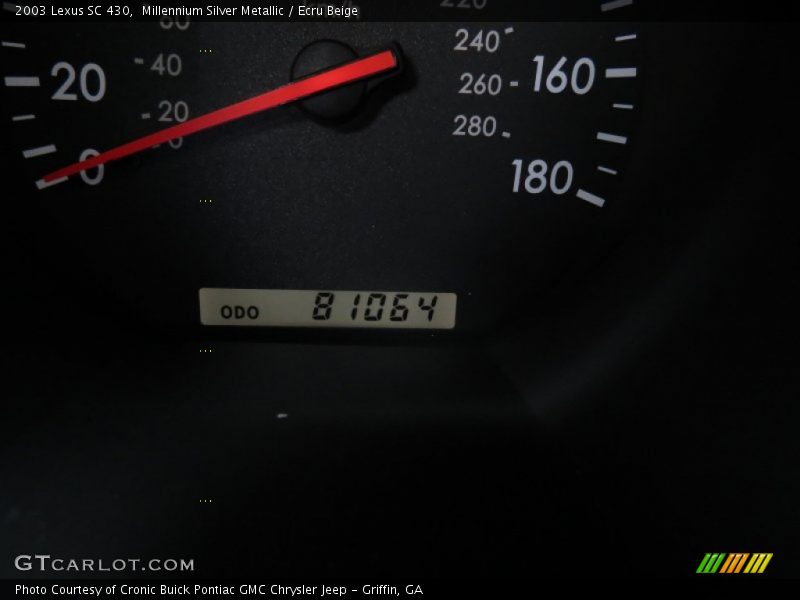 2003 Lexus SC 430, Millennium Silver Metallic / Ecru Beige
220
240
40
20
260
160
20
280
0
180
ODO 81064
GTCARLOT.COM
Photo Courtesy of Cronic Buick Pontiac GMC Chrysler Jeep - Griffin, GA